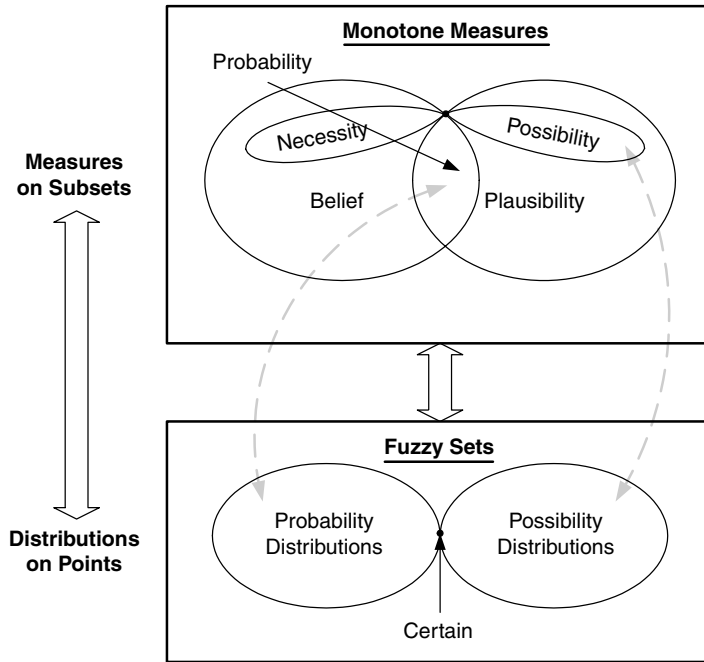 Monotone Measures
Probability
Necessity
Possibility
Measures
on Subsets
Belief
Plausibility
Fuzzy Sets
Probability
Distributions
Possibility
Distributions
Distributions
on Points
Certain